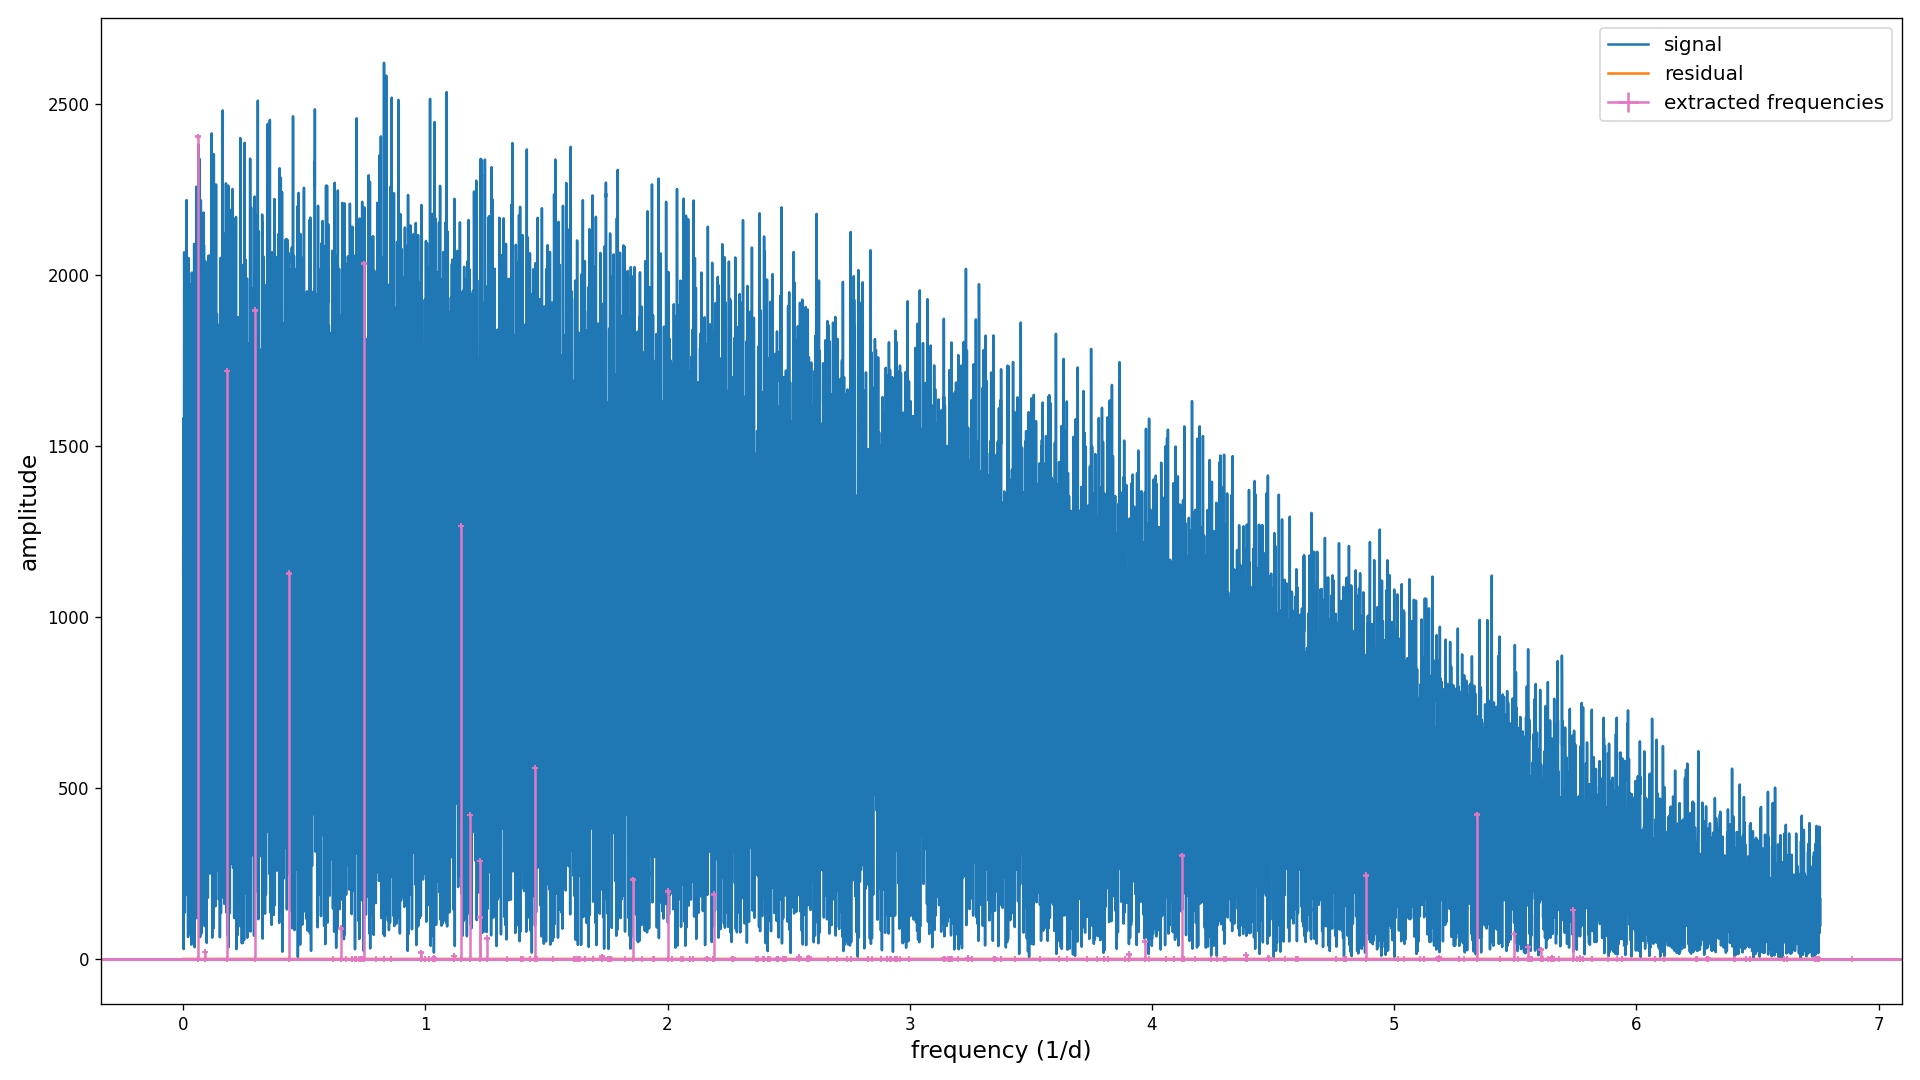 signal
residual
extracted frequencies
amplitude
2500
2000
1500
1000
500
0
0 1 2 3 4 5 6 7
frequency (1/d)